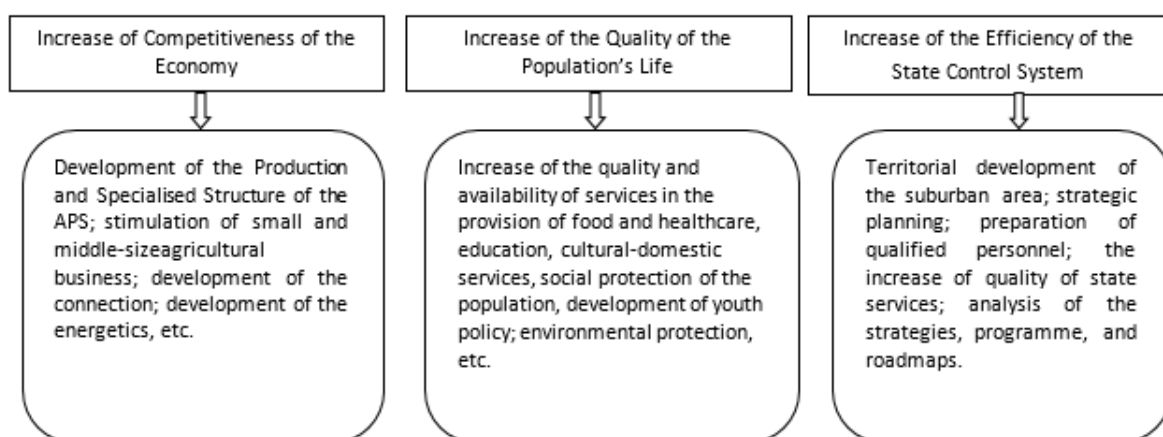 Increase of Competitiveness of the
Economy
Development of the Production
and Specialised Structure of the
APS; stimulation of small and
middle-sizeagricultural
business; development of the
connection; development of the
energetics, etc.
Increase of the Quality of the
Population's Life
Increase of the quality and
availability of services in the
provision of food and healthcare,
education, cultural-domestic
services, social protection of the
population, development of youth
policy; environmental protection,
etc.
Increase of the Efficiency of the
State Control System
Territorial development of
the suburban area; strategic
planning; preparation of
qualified personnel; the
increase of quality of state
services; analysis of the
strategies, programme, and
roadmaps.